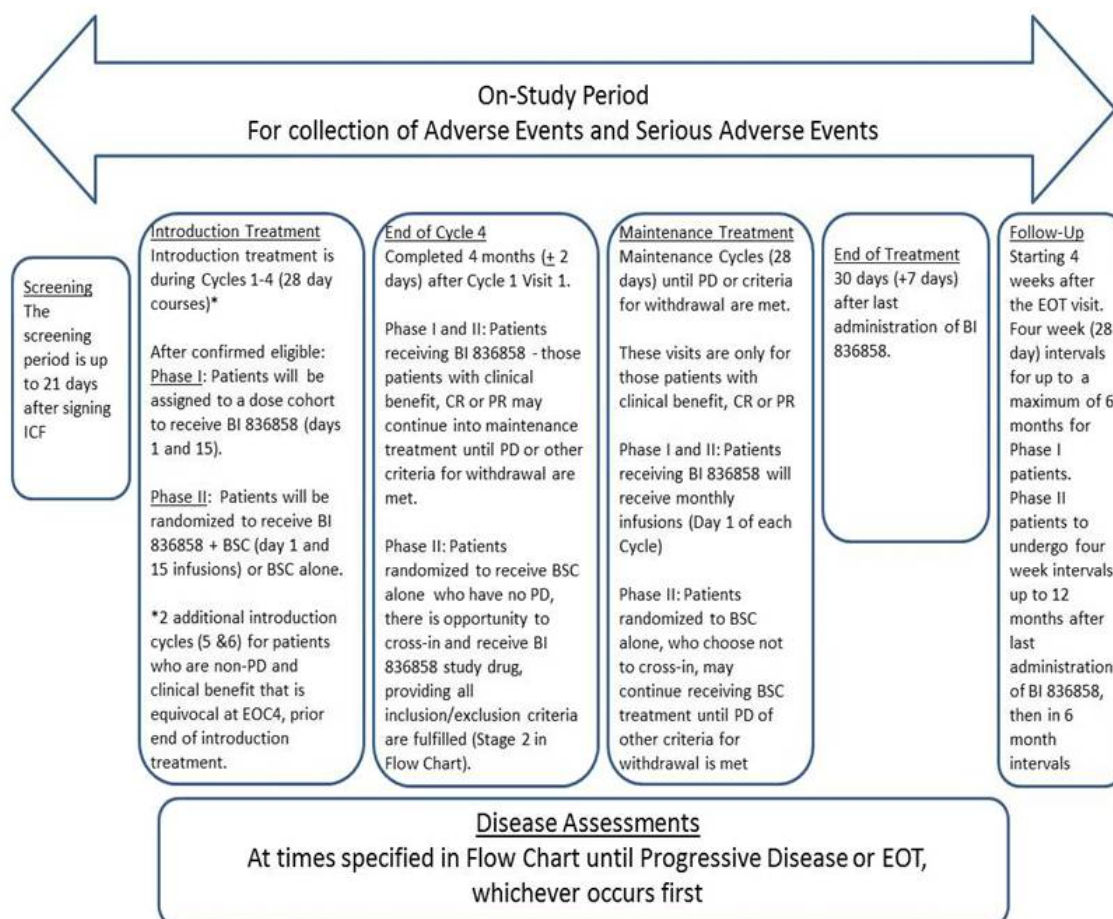 On-Study Period
For collection of Adverse Events and Serious Adverse Events
Screening
The
screening
period is up
to 21 days
after signing
ICF
Introduction Treatment
Introduction treatment is
during Cycles 1-4 (28 day
courses)*
After confirmed eligible:
Phase I: Patients will be
assigned to a dose cohort
to receive BI 836858 (days
1 and 15).
Phase II: Patients will be
randomized to receive BI
836858 + BSC (day 1 and
15 infusions) or BSC alone.
*2 additional introduction
cycles (5 &6) for patients
who are non-PD and
clinical benefit that is
equivocal at EOC4, prior
end of introduction
treatment.
End of Cycle 4
Completed 4 months (± 2
days) after Cycle 1 Visit 1.
Phase I and II: Patients
receiving BI 836858 - those
patients with clinical
benefit, CR or PR may
continue into maintenance
treatment until PD or other
criteria for withdrawal are
met.
Phase II: Patients
randomized to receive BSC
alone who have no PD,
there is opportunity to
cross-in and receive BI
836858 study drug,
providing all
inclusion/exclusion criteria
are fulfilled (Stage 2 in
Flow Chart).
Maintenance Treatment
Maintenance Cycles (28
days) until PD or criteria
for withdrawal are met.
These visits are only for
those patients with
clinical benefit, CR or PR
Phase I and II: Patients
receiving BI 836858 will
receive monthly
infusions (Day 1 of each
Cycle)
Phase II: Patients
randomized to BSC
alone, who choose not
to cross-in, may
continue receiving BSC
treatment until PD of
other criteria for
withdrawal is met
End of Treatment
30 days (+7 days)
after last
administration of BI
836858.
Follow-Up
Starting 4
weeks after
the EOT visit.
Four week (28
day) intervals
for up to a
maximum of 6
months for
Phase I
patients.
Phase II
patients to
undergo four
week intervals
up to 12
months after
last
administration
of BI 836858,
then in 6
month
intervals
Disease Assessments
At times specified in Flow Chart until Progressive Disease or EOT,
whichever occurs first